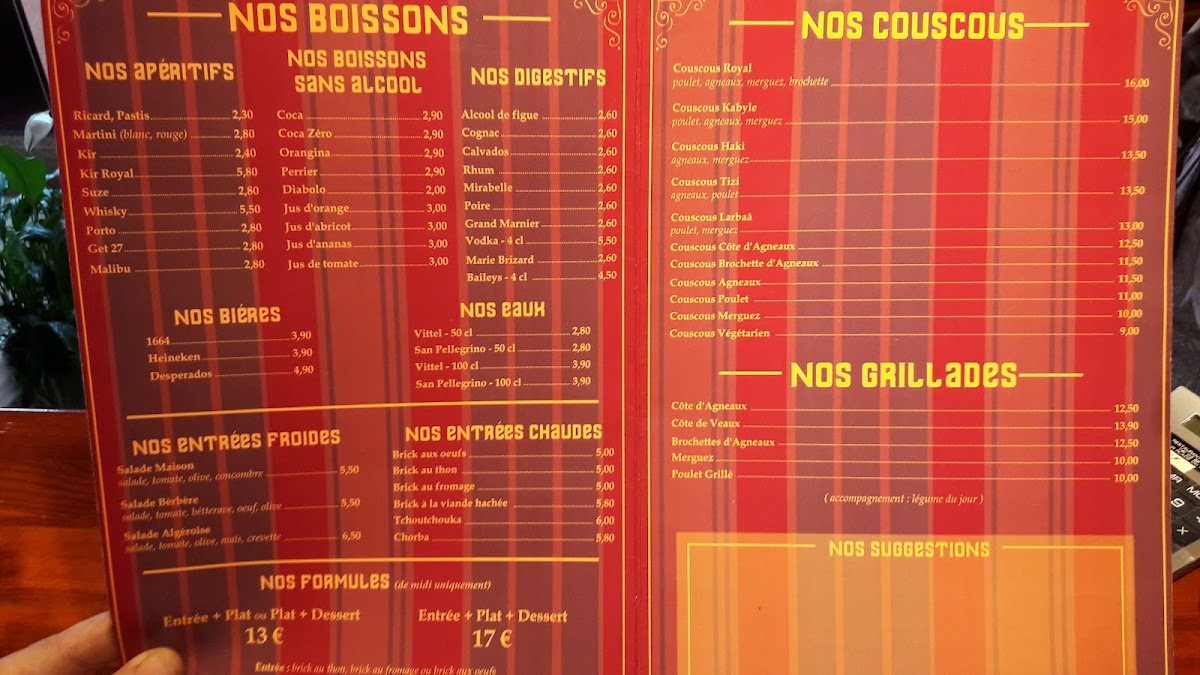 NOS BOISSONS
NOS APÉRITIFS
Ricard, Pastis 2,30
Martini (blanc, rouge) 2,80
Kir 2,40
Kir Royal 5,80
Suze 2,80
Whisky 5,50
Porto 2,80
Get 27 2,80
Malibu 2,80
NOS BOISSONS
SANS ALCOOL
Coca 2,90
Coca Zéro 2,90
Orangina 2,90
Perrier 2,90
Diabolo 2,00
Jus d'orange 3,00
Jus d'abricot 3,00
Jus d'ananas 3,00
Jus de tomate 3,00
NOS DIGESTIFS
Alcool de figue 2,60
Cognac 2,60
Calvados 2,60
Rhum 2,60
Mirabelle 2,60
Poire 2,60
Grand Marnier 2,60
Vodka - 4 cl 5,50
Marie Brizard 2,60
Baileys - 4 cl 4,50
NOS BIÉRES
1664 3,90
Heineken 3,90
Desperados 4,90
NOS EAUX
Vittel - 50 cl 2,80
San Pellegrino - 50 cl 2,80
Vittel - 100 cl 3,90
San Pellegrino - 100 cl 3,90
NOS ENTRÉES FROIDES
Salade Maison
salade, tomate, olive, concombre 5,50
Salade Bèrbère
salade, tomate, bétterave, oeuf, olive 5,50
Salade Algéroise
salade, tomate, olive, maïs, crevette 6,50
NOS ENTRÉES CHAUDES
Brick aux oeufs 5,00
Brick au thon 5,00
Brick au fromage 5,00
Brick à la viande hachée 5,80
Tchoutchouka 6,00
Chorba 5,80
NOS FORMULES (de midi uniquement)
Entrée + Plat ou Plat + Dessert
13 €
Entrée + Plat + Dessert
17 €
Entrée : brick au thon, brick au fromage ou brick aux oeufs
NOS COUSCOUS
Couscous Royal
poulet, agneaux, merguez, brochette 16,00
Couscous Kabyle
poulet, agneaux, merguez 15,00
Couscous Haki
agneaux, merguez 13,50
Couscous Tizi
agneaux, poulet 13,50
Couscous Larbaâ
poulet, merguez 13,00
Couscous Côte d'Agneaux 12,50
Couscous Brochette d'Agneaux 11,50
Couscous Agneaux 11,50
Couscous Poulet 11,00
Couscous Merguez 10,00
Couscous Végétarien 9,00
NOS GRILLADES
Côte d'Agneaux 12,50
Côte de Veaux 13,90
Brochettes d'Agneaux 12,50
Merguez 10,00
Poulet Grillé 10,00
( accompagnement : légume du jour )
NOS SUGGESTIONS